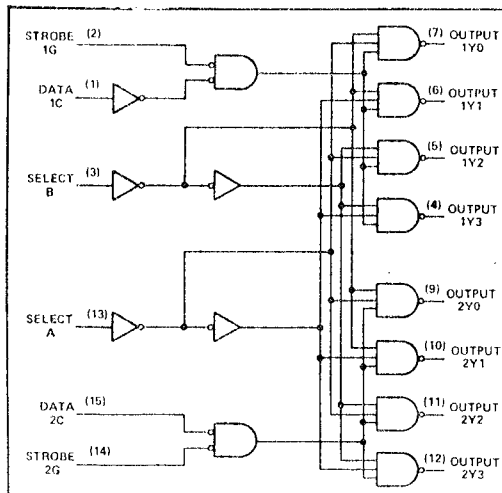 STROBE (2)
1G
DATA (1)
1C
SELECT (3)
B
SELECT (13)
A
DATA (15)
2C
STROBE (14)
2G
(7) OUTPUT
1Y0
(6) OUTPUT
1Y1
(5) OUTPUT
1Y2
(4) OUTPUT
1Y3
(9) OUTPUT
2Y0
(10) OUTPUT
2Y1
(11) OUTPUT
2Y2
(12) OUTPUT
2Y3